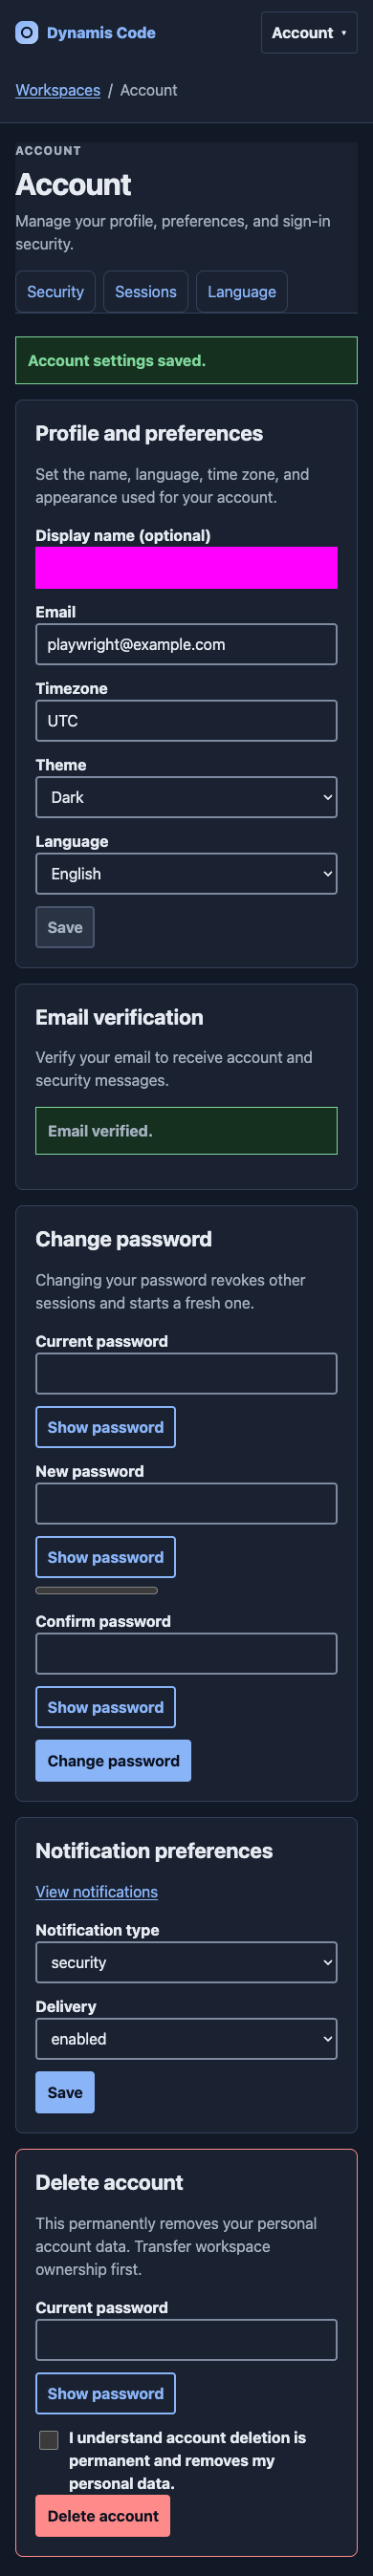 Dynamis Code
Account ▾
Workspaces / Account
ACCOUNT
Account
Manage your profile, preferences, and sign-in
security.
Security Sessions Language
Account settings saved.
Profile and preferences
Set the name, language, time zone, and
appearance used for your account.
Display name (optional)
Email
playwright@example.com
Timezone
UTC
Theme
Dark
Language
English
Save
Email verification
Verify your email to receive account and
security messages.
Email verified.
Change password
Changing your password revokes other
sessions and starts a fresh one.
Current password
Show password
New password
Show password
Confirm password
Show password
Change password
Notification preferences
View notifications
Notification type
security
Delivery
enabled
Save
Delete account
This permanently removes your personal
account data. Transfer workspace
ownership first.
Current password
Show password
I understand account deletion is
permanent and removes my
personal data.
Delete account